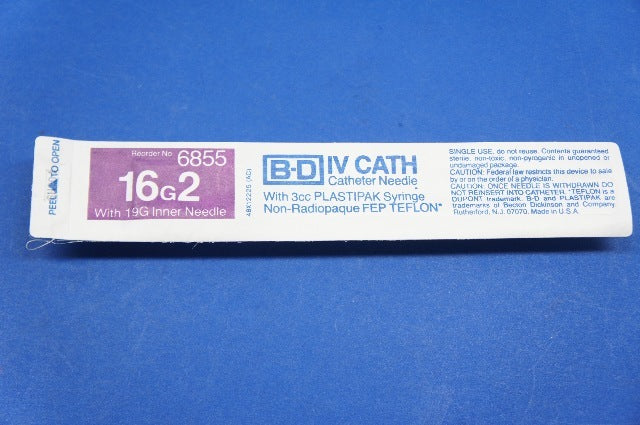 PEEL ▲ TO OPEN
Reorder No 6855
16G2
With 19G Inner Needle
B-D IV CATH
Catheter Needle
With 3cc PLASTIPAK Syringe
Non-Radiopaque FEP TEFLON*
SINGLE USE, do not reuse. Contents guaranteed
sterile, non-toxic, non-pyrogenic in unopened or
undamaged package.
CAUTION: Federal law restricts this device to sale
by or on the order of a physician.
CAUTION: ONCE NEEDLE IS WITHDRAWN DO
NOT REINSERT INTO CATHETER. *TEFLON is a
DUPONT trademark. B-D and PLASTIPAK are
trademarks of Becton Dickinson and Company
Rutherford, N.J. 07070. Made in U.S.A.